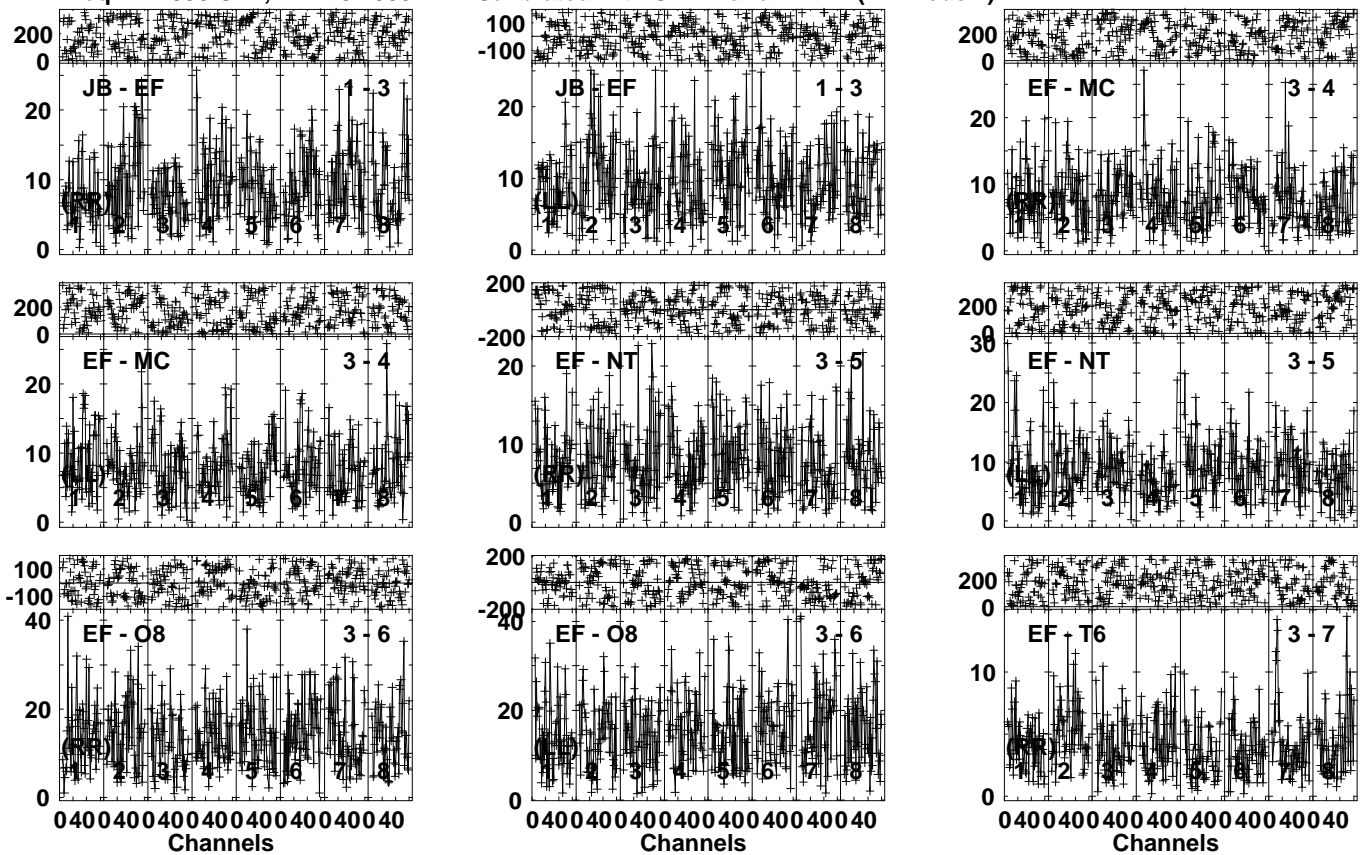 200 0 JB - EF 1 - 3 20 10 0 (RR) 1 2 3 4 5 6 7 8
100 -100 JB - EF 1 - 3 20 10 0 (LL) 1 2 3 4 5 6 7 8
200 0 EF - MC 3 - 4 20 10 0 (RR) 1 2 3 4 5 6 7 8
200 0 EF - MC 3 - 4 20 10 0 (LL) 1 2 3 4 5 6 7 8
200 -200 EF - NT 3 - 5 20 10 0 (RR) 1 2 3 4 5 6 7 8
200 0 EF - NT 3 - 5 30 20 10 0 (LL) 1 2 3 4 5 6 7 8
100 -100 EF - O8 3 - 6 40 20 0 (RR) 1 2 3 4 5 6 7 8
200 -200 EF - O8 3 - 6 40 20 0 (LL) 1 2 3 4 5 6 7 8
200 0 EF - T6 3 - 7 10 0 (RR) 1 2 3 4 5 6 7 8
0 40 0 40 0 40 0 40 0 40 0 40 0 40 0 40
Channels
0 40 0 40 0 40 0 40 0 40 0 40 0 40 0 40
Channels
0 40 0 40 0 40 0 40 0 40 0 40 0 40 0 40
Channels